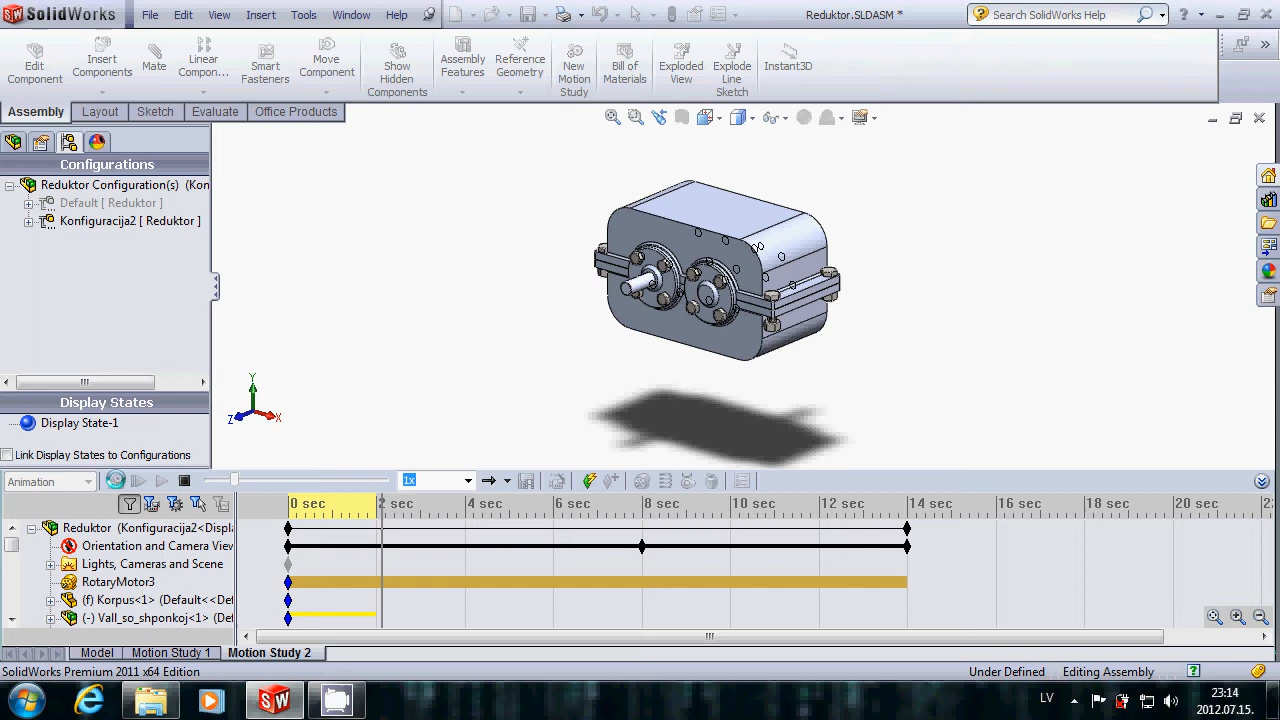 SolidWorks
File Edit View Insert Tools Window Help
Reduktor.SLDASM *
Search SolidWorks Help
Edit Component
Insert Components
Mate
Linear Compon...
Smart Fasteners
Move Component
Show Hidden Components
Assembly Features
Reference Geometry
New Motion Study
Bill of Materials
Exploded View
Explode Line Sketch
Instant3D
Assembly Layout Sketch Evaluate Office Products
Configurations
Reduktor Configuration(s) (Kon
Default [ Reduktor ]
Konfiguracija2 [ Reduktor ]
Display States
Display State-1
Link Display States to Configurations
Y
Z
X
Animation
1x
0 sec 2 sec 4 sec 6 sec 8 sec 10 sec 12 sec 14 sec 16 sec 18 sec 20 sec 22
Reduktor (Konfiguracija2<Displa
Orientation and Camera View
Lights, Cameras and Scene
RotaryMotor3
(f) Korpus<1> (Default<<Def
(-) Vall_so_shponkoj<1> (De
Model Motion Study 1 Motion Study 2
SolidWorks Premium 2011 x64 Edition
Under Defined Editing Assembly
LV
23:14
2012.07.15.